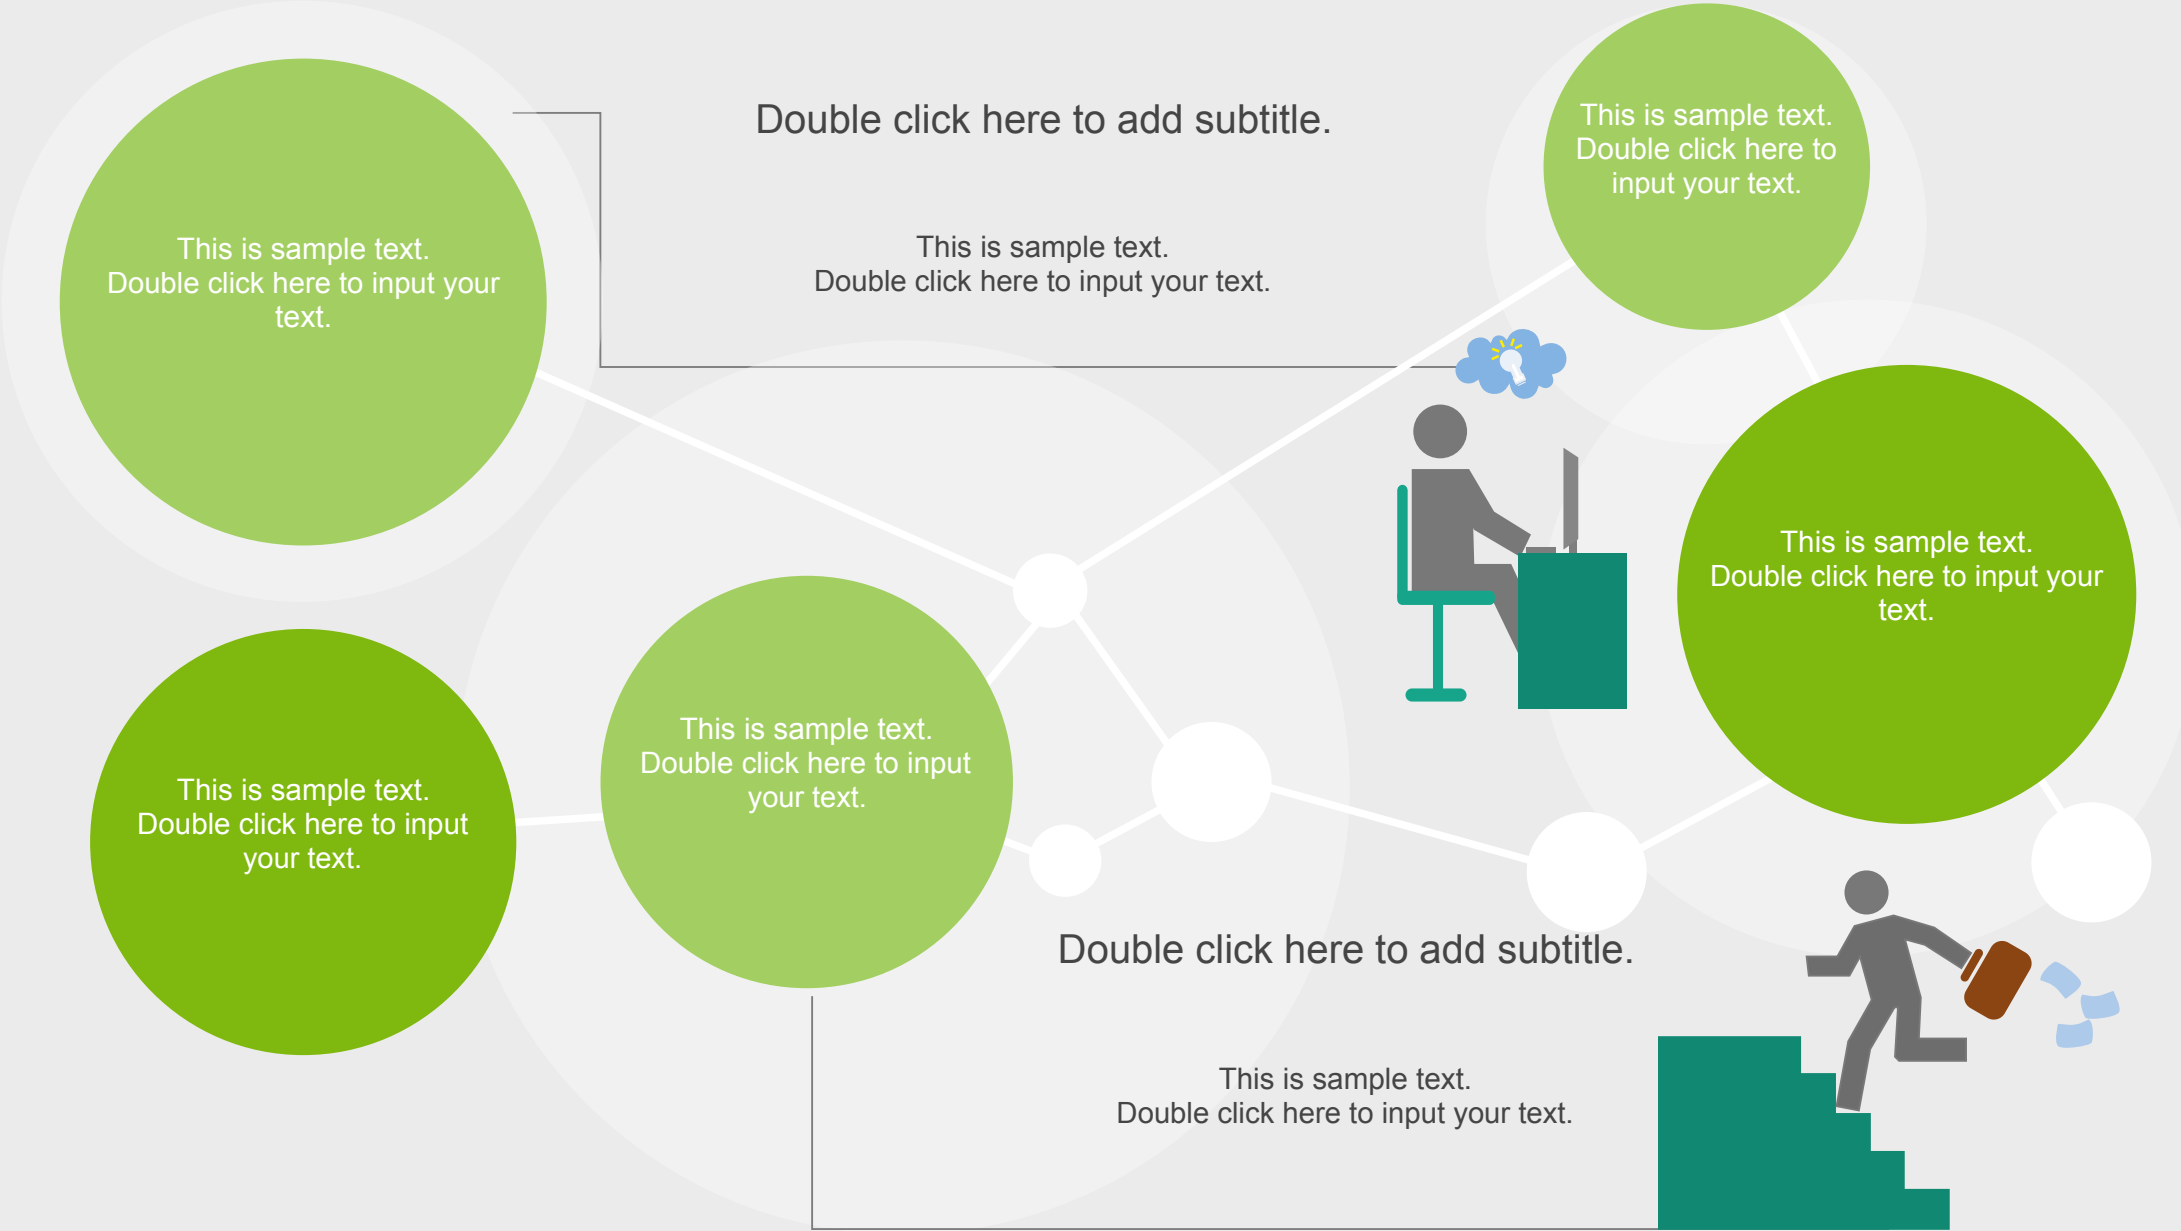 Double click here to add subtitle.
This is sample text.
Double click here to input your text.
This is sample text.
Double click here to
input your text.
This is sample text.
Double click here to input your
text.
This is sample text.
Double click here to input your
text.
This is sample text.
Double click here to input
your text.
This is sample text.
Double click here to input
your text.
Double click here to add subtitle.
This is sample text.
Double click here to input your text.